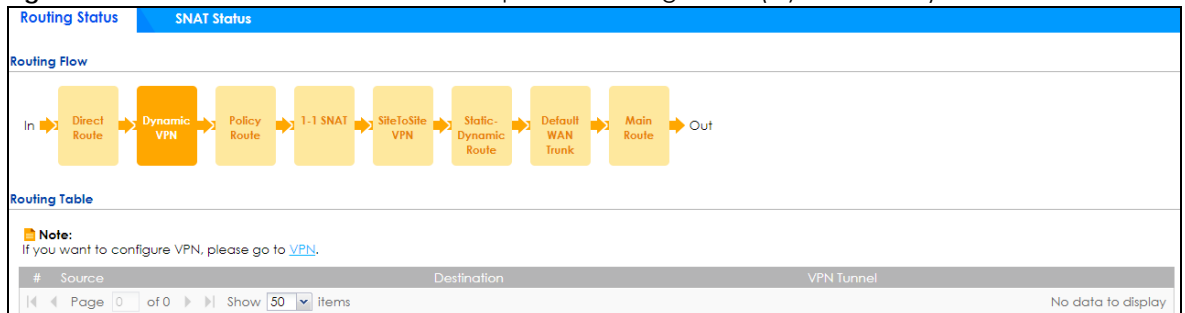 Routing Status SNAT Status
Routing Flow
In Direct Route Dynamic VPN Policy Route 1-1 SNAT SiteToSite VPN Static-Dynamic Route Default WAN Trunk Main Route Out
Routing Table
Note:
If you want to configure VPN, please go to VPN.
# Source Destination VPN Tunnel
Page 0 of 0 Show 50 items No data to display